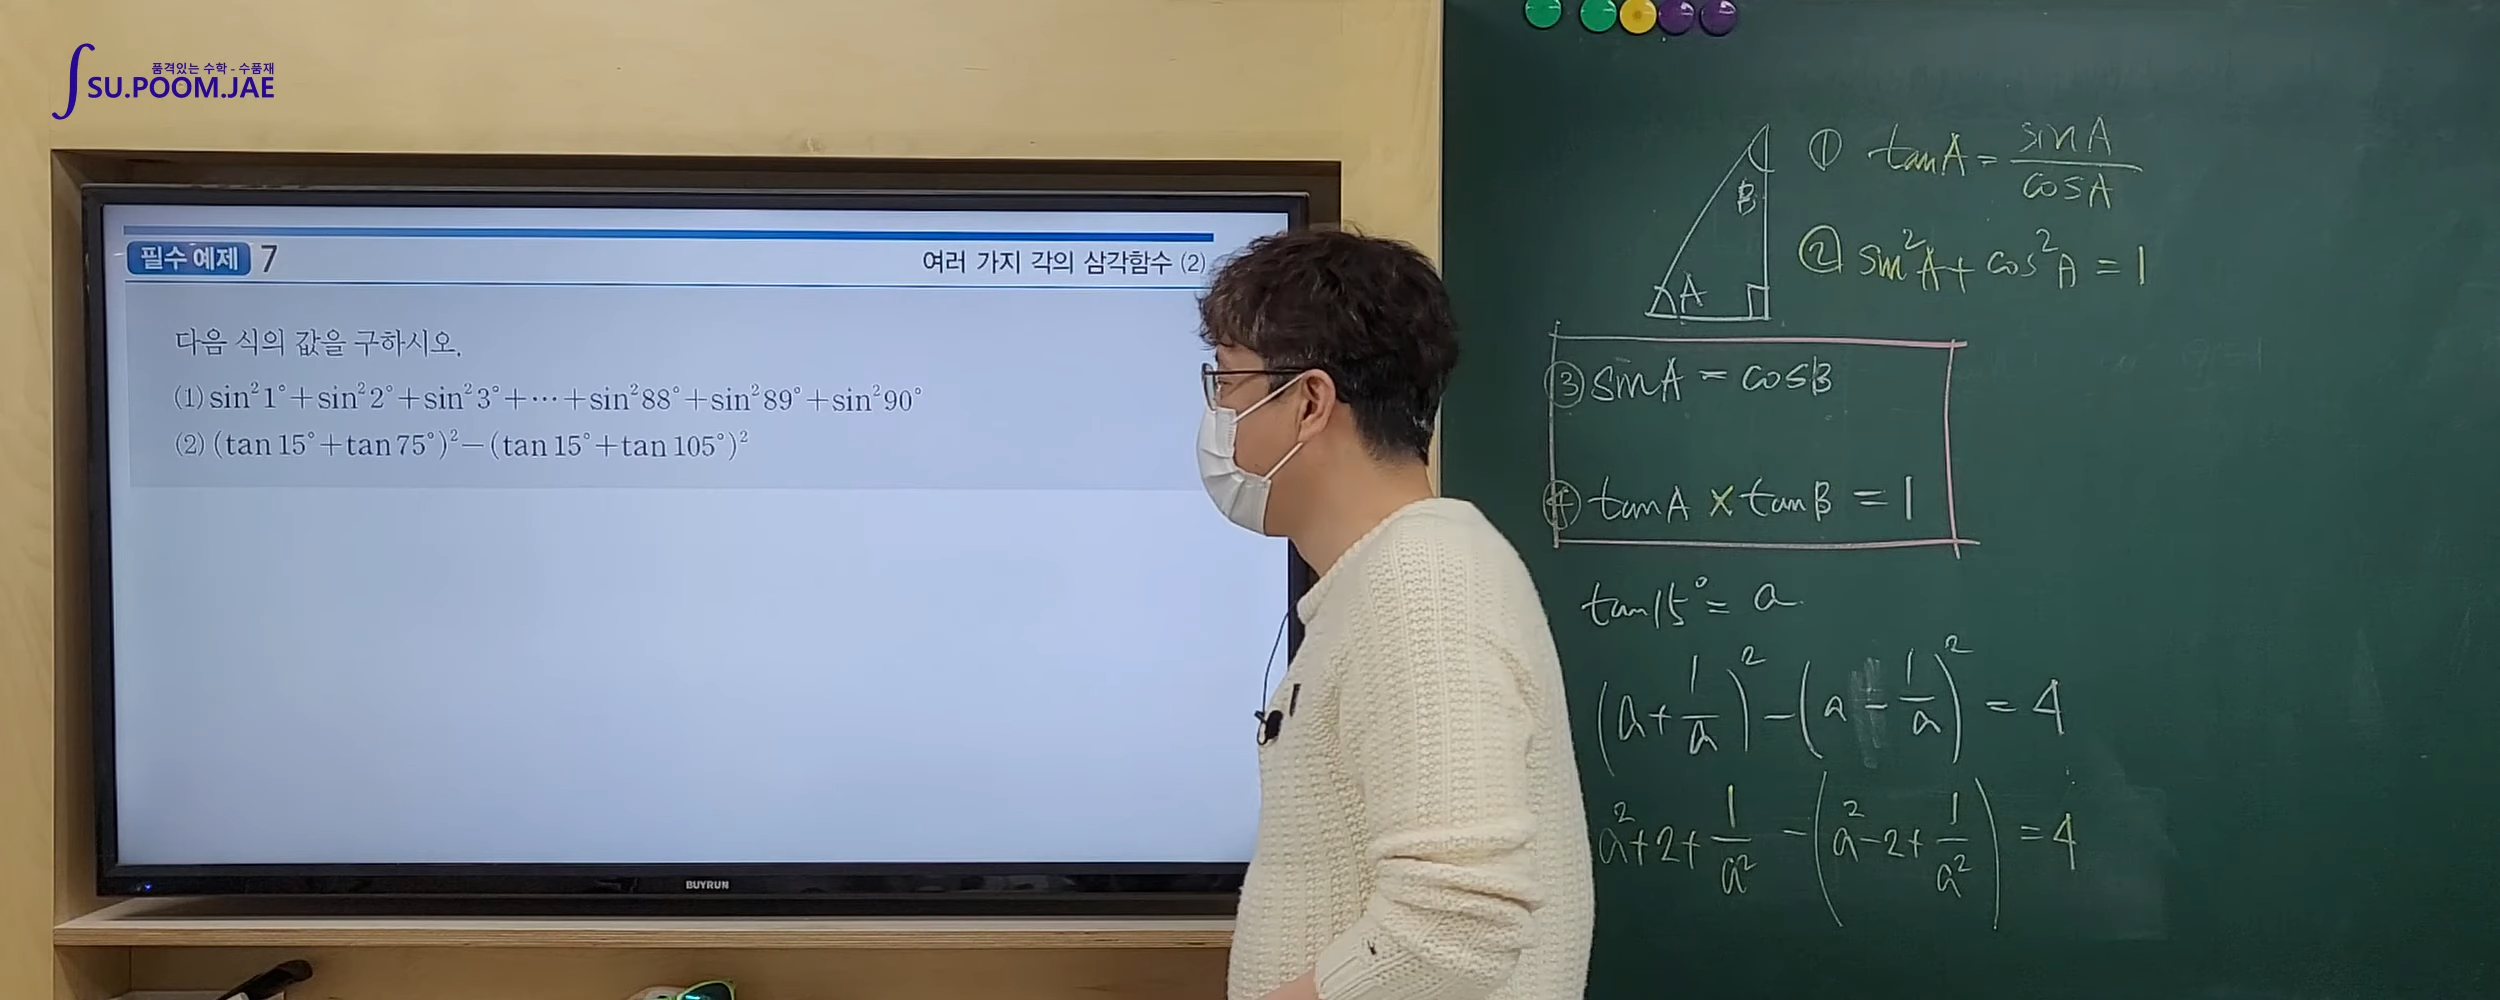 품격있는 수학 - 수품재
SU.POOM.JAE
필수 예제 7
여러 가지 각의 삼각함수 (2)
다음 식의 값을 구하시오.
(1) sin²1°+sin²2°+sin²3°+⋯+sin²88°+sin²89°+sin²90°
(2) (tan 15°+tan 75°)²−(tan 15°+tan 105°)²
BUYRUN
B
A
① tanA = sinA / cosA
② sin²A + cos²A = 1
③ sinA = cosB
④ tanA × tanB = 1
tan15° = a
(a + 1/a)² − (a − 1/a)² = 4
a² + 2 + 1/a² − (a² − 2 + 1/a²) = 4